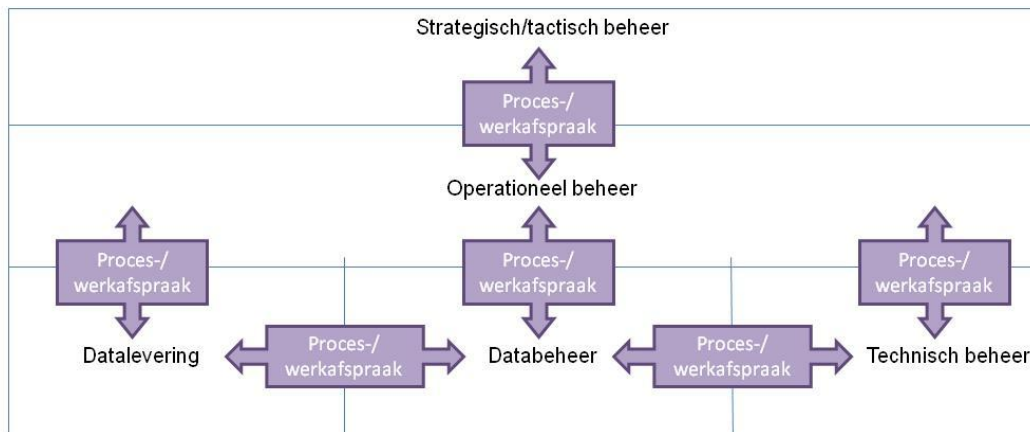 Strategisch/tactisch beheer
Proces-/
werkafspraak
Operationeel beheer
Proces-/
werkafspraak
Proces-/
werkafspraak
Proces-/
werkafspraak
Datalevering
Proces-/
werkafspraak
Databeheer
Proces-/
werkafspraak
Technisch beheer